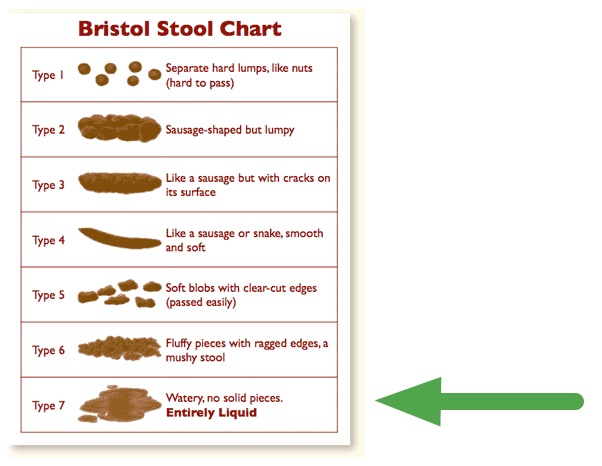 Bristol Stool Chart
Type 1
Separate hard lumps, like nuts
(hard to pass)
Type 2
Sausage-shaped but lumpy
Type 3
Like a sausage but with cracks on
its surface
Type 4
Like a sausage or snake, smooth
and soft
Type 5
Soft blobs with clear-cut edges
(passed easily)
Type 6
Fluffy pieces with ragged edges, a
mushy stool
Type 7
Watery, no solid pieces.
Entirely Liquid